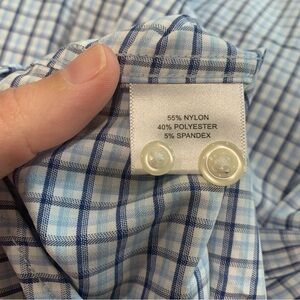 55% NYLON
40% POLYESTER
5% SPANDEX